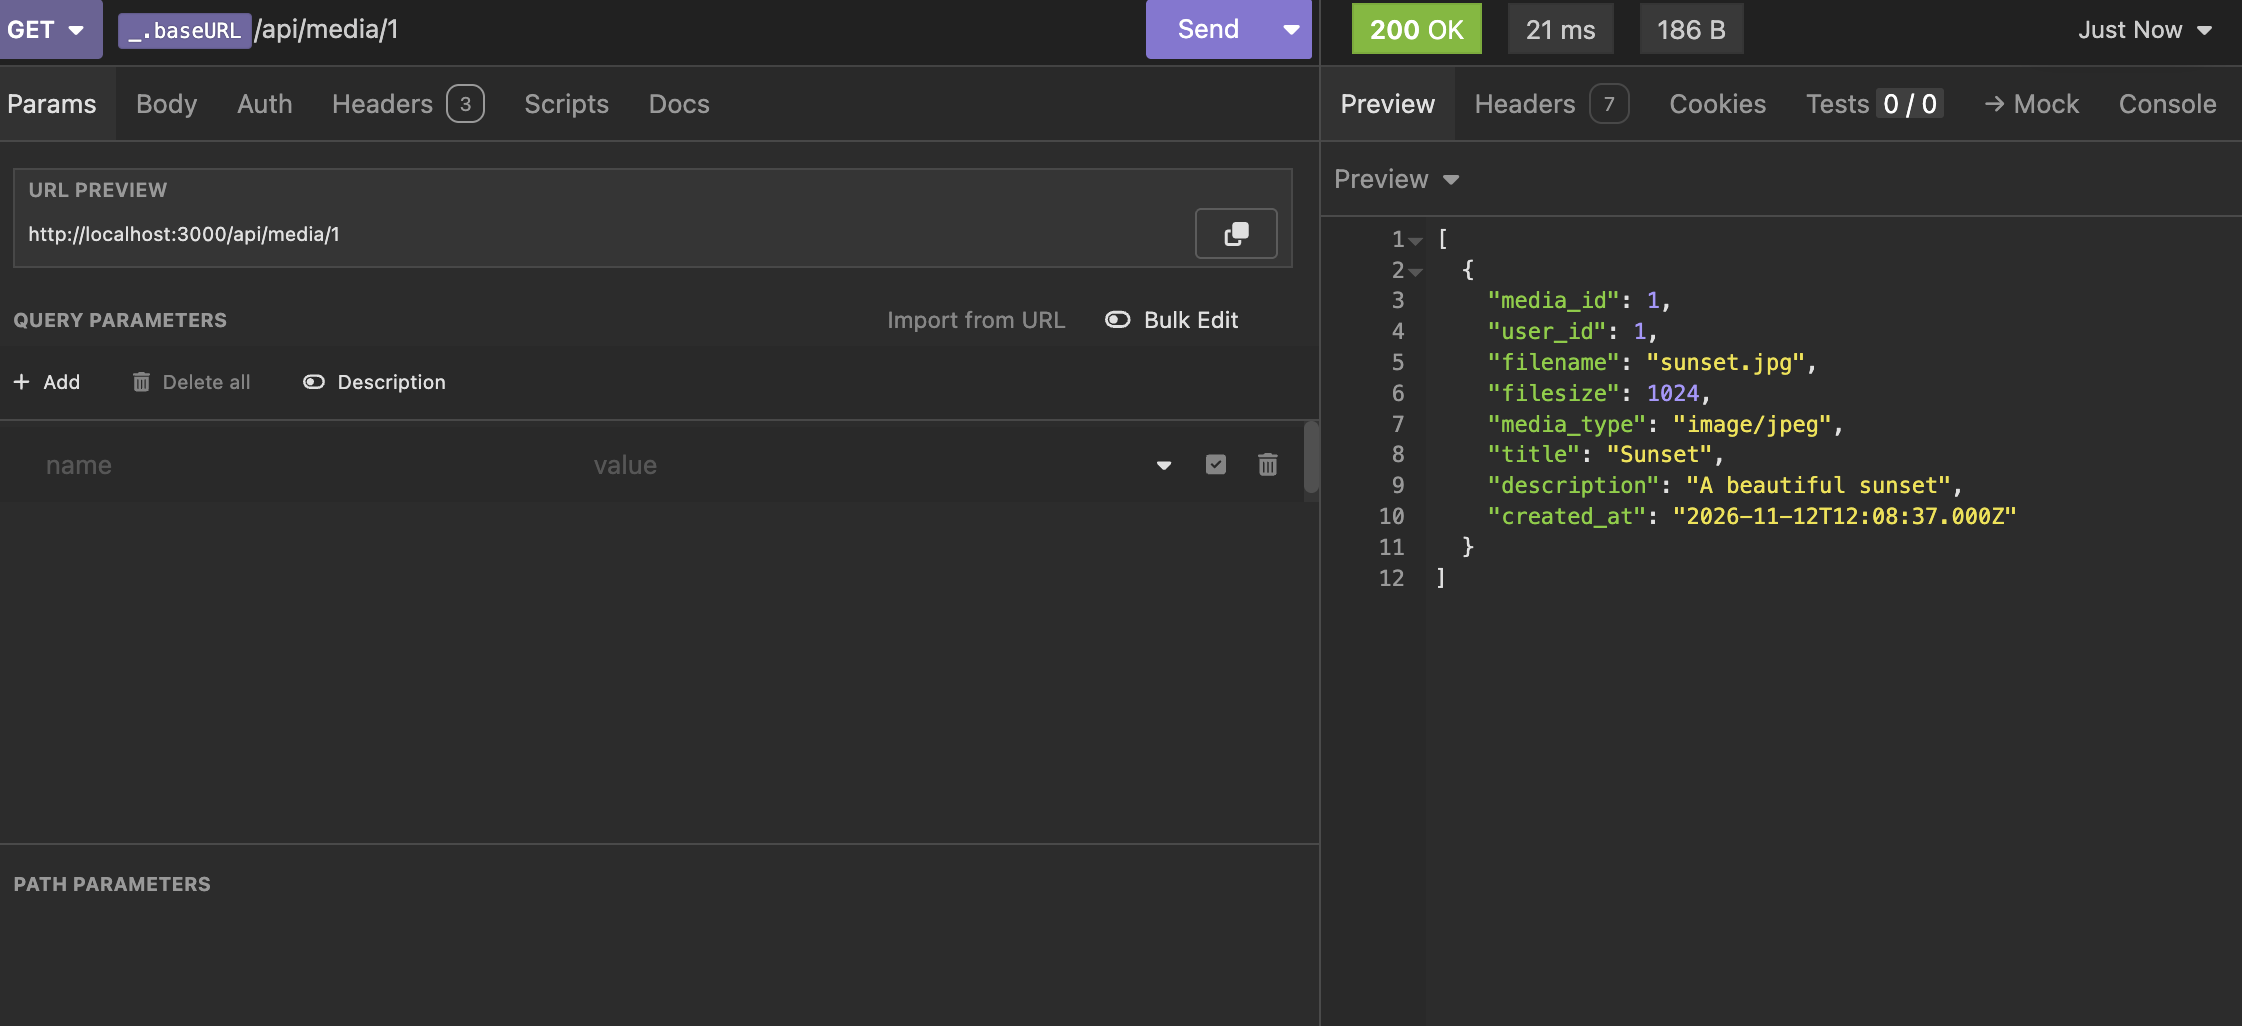 GET _.baseURL/api/media/1 Send
Params Body Auth Headers 3 Scripts Docs
URL PREVIEW
http://localhost:3000/api/media/1
QUERY PARAMETERS Import from URL Bulk Edit
+ Add Delete all Description
name value
PATH PARAMETERS
200 OK 21 ms 186 B Just Now
Preview Headers 7 Cookies Tests 0 / 0 → Mock Console
Preview
1 [
2 {
3 "media_id": 1,
4 "user_id": 1,
5 "filename": "sunset.jpg",
6 "filesize": 1024,
7 "media_type": "image/jpeg",
8 "title": "Sunset",
9 "description": "A beautiful sunset",
10 "created_at": "2026-11-12T12:08:37.000Z"
11 }
12 ]